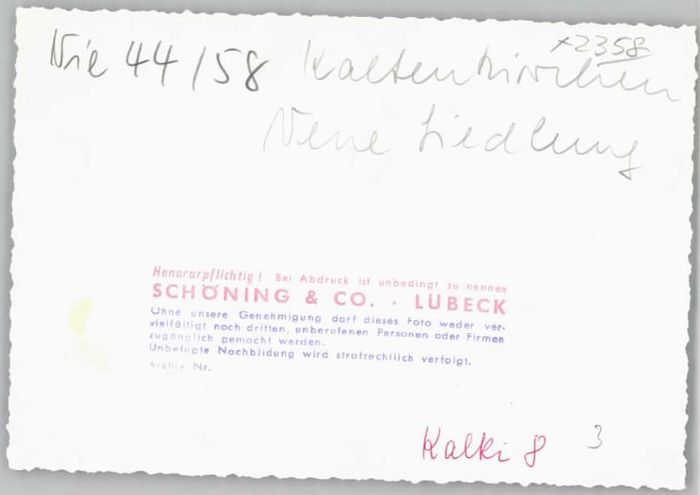 x2358
Nie 44/58 Kaltenkirchen
Neue Siedlung
Honorarpflichtig! Bei Abdruck ist unbedingt zu nennen
SCHÖNING & CO. · LÜBECK
Ohne unsere Genehmigung darf dieses Foto weder ver-
vielfältigt noch dritten, unberufenen Personen oder Firmen
zugänglich gemacht werden.
Unbefugte Nachbildung wird strafrechtlich verfolgt.
Archiv Nr.
Kalki 8
3